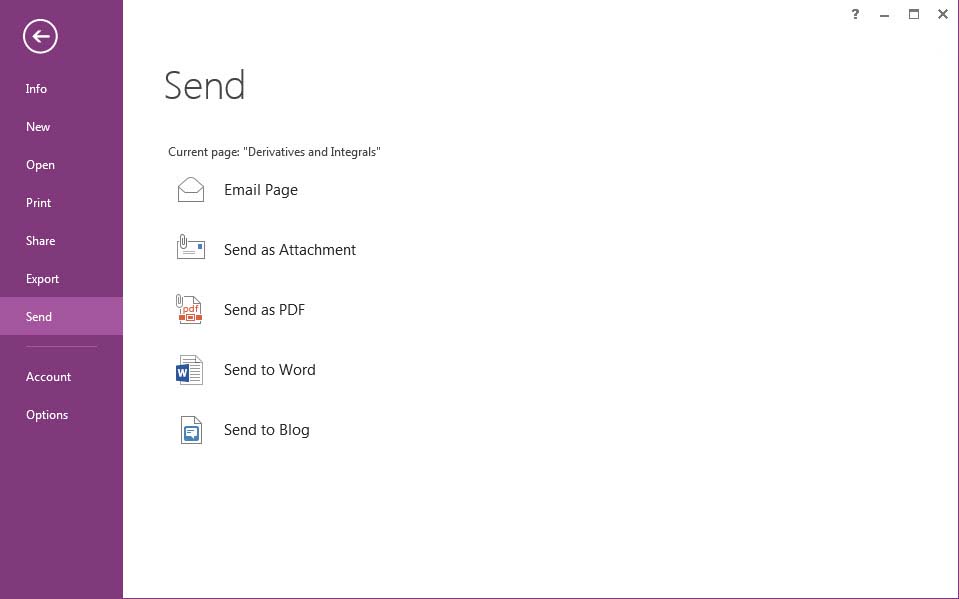 ?
Info
New
Open
Print
Share
Export
Send
Account
Options
Send
Current page: "Derivatives and Integrals"
Email Page
Send as Attachment
pdf
Send as PDF
W
Send to Word
Send to Blog